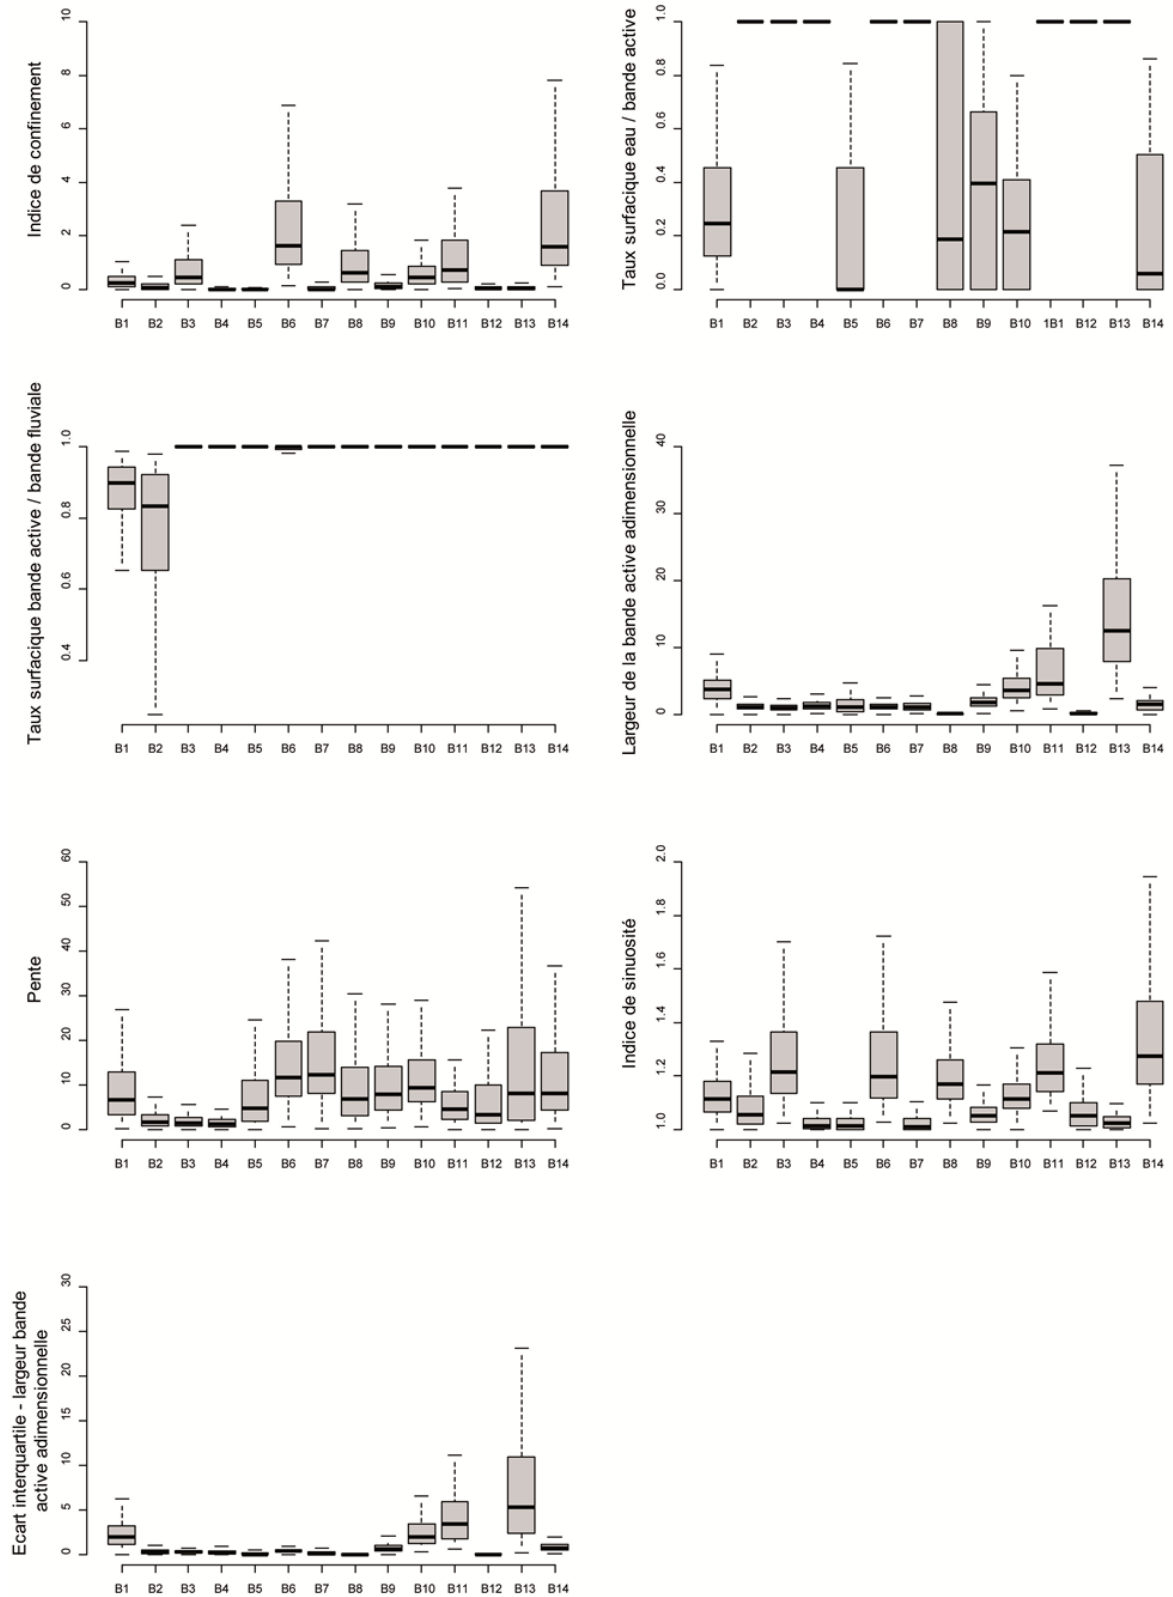 Indice de confinement
10
8
6
4
2
0
B1 B2 B3 B4 B5 B6 B7 B8 B9 B10 B11 B12 B13 B14
Taux surfacique eau / bande active
1.0
0.8
0.6
0.4
0.2
0.0
B1 B2 B3 B4 B5 B6 B7 B8 B9 B10 1B1 B12 B13 B14
Taux surfacique bande active / bande fluviale
1.0
0.8
0.6
0.4
B1 B2 B3 B4 B5 B6 B7 B8 B9 B10 B11 B12 B13 B14
Largeur de la bande active adimensionnelle
40
30
20
10
0
B1 B2 B3 B4 B5 B6 B7 B8 B9 B10 B11 B12 B13 B14
Pente
60
50
40
30
20
10
0
B1 B2 B3 B4 B5 B6 B7 B8 B9 B10 B11 B12 B13 B14
Indice de sinuosité
2.0
1.8
1.6
1.4
1.2
1.0
B1 B2 B3 B4 B5 B6 B7 B8 B9 B10 B11 B12 B13 B14
Ecart interquartile - largeur bande
active adimensionnelle
30
25
20
15
10
5
0
B1 B2 B3 B4 B5 B6 B7 B8 B9 B10 B11 B12 B13 B14